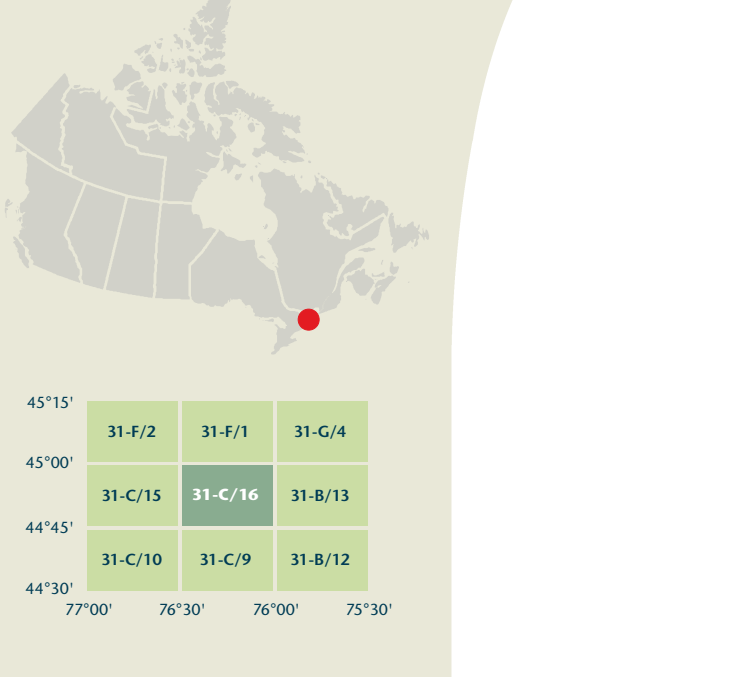 45°15'
31-F/2 31-F/1 31-G/4
45°00'
31-C/15 31-C/16 31-B/13
44°45'
31-C/10 31-C/9 31-B/12
44°30'
77°00' 76°30' 76°00' 75°30'